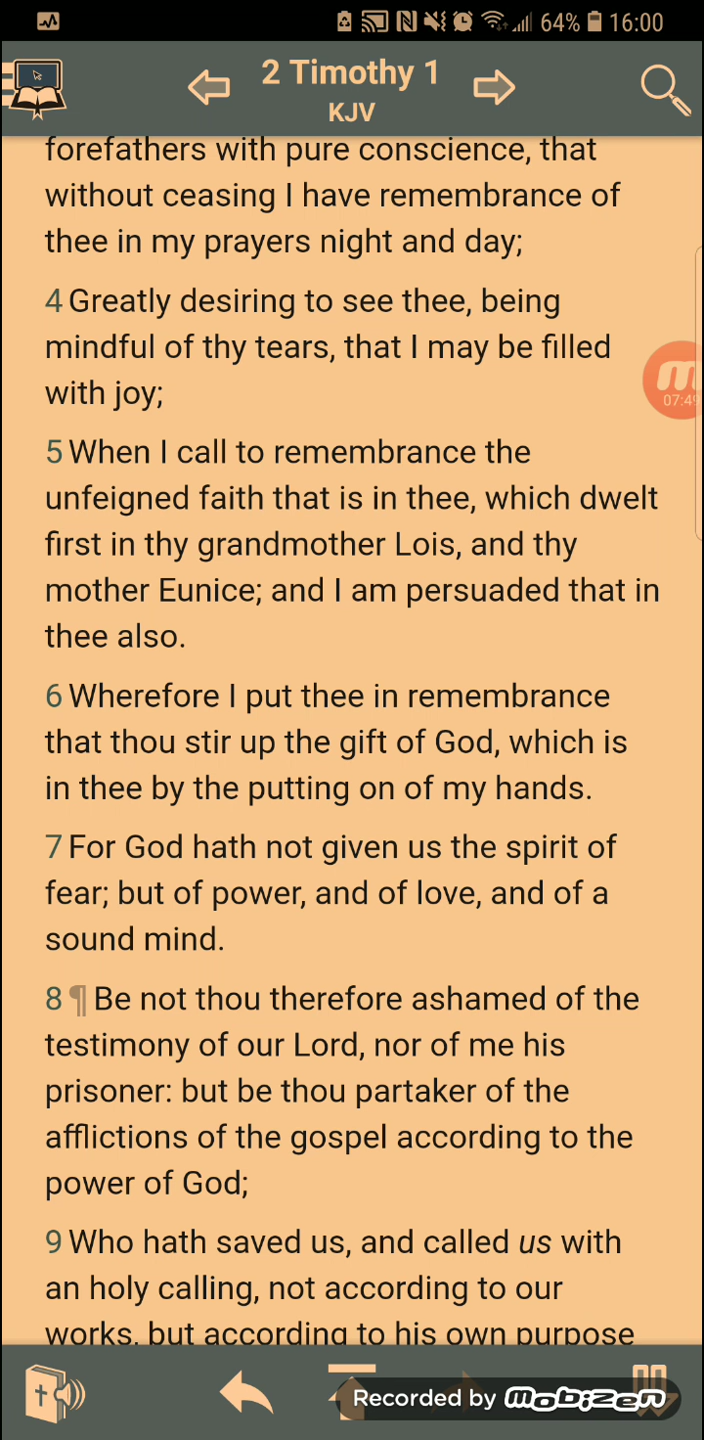 64% 16:00
2 Timothy 1
KJV
forefathers with pure conscience, that
without ceasing I have remembrance of
thee in my prayers night and day;
4 Greatly desiring to see thee, being
mindful of thy tears, that I may be filled
with joy;
07:49
5 When I call to remembrance the
unfeigned faith that is in thee, which dwelt
first in thy grandmother Lois, and thy
mother Eunice; and I am persuaded that in
thee also.
6 Wherefore I put thee in remembrance
that thou stir up the gift of God, which is
in thee by the putting on of my hands.
7 For God hath not given us the spirit of
fear; but of power, and of love, and of a
sound mind.
8 ¶ Be not thou therefore ashamed of the
testimony of our Lord, nor of me his
prisoner: but be thou partaker of the
afflictions of the gospel according to the
power of God;
9 Who hath saved us, and called us with
an holy calling, not according to our
works, but according to his own purpose
Recorded by mobizen